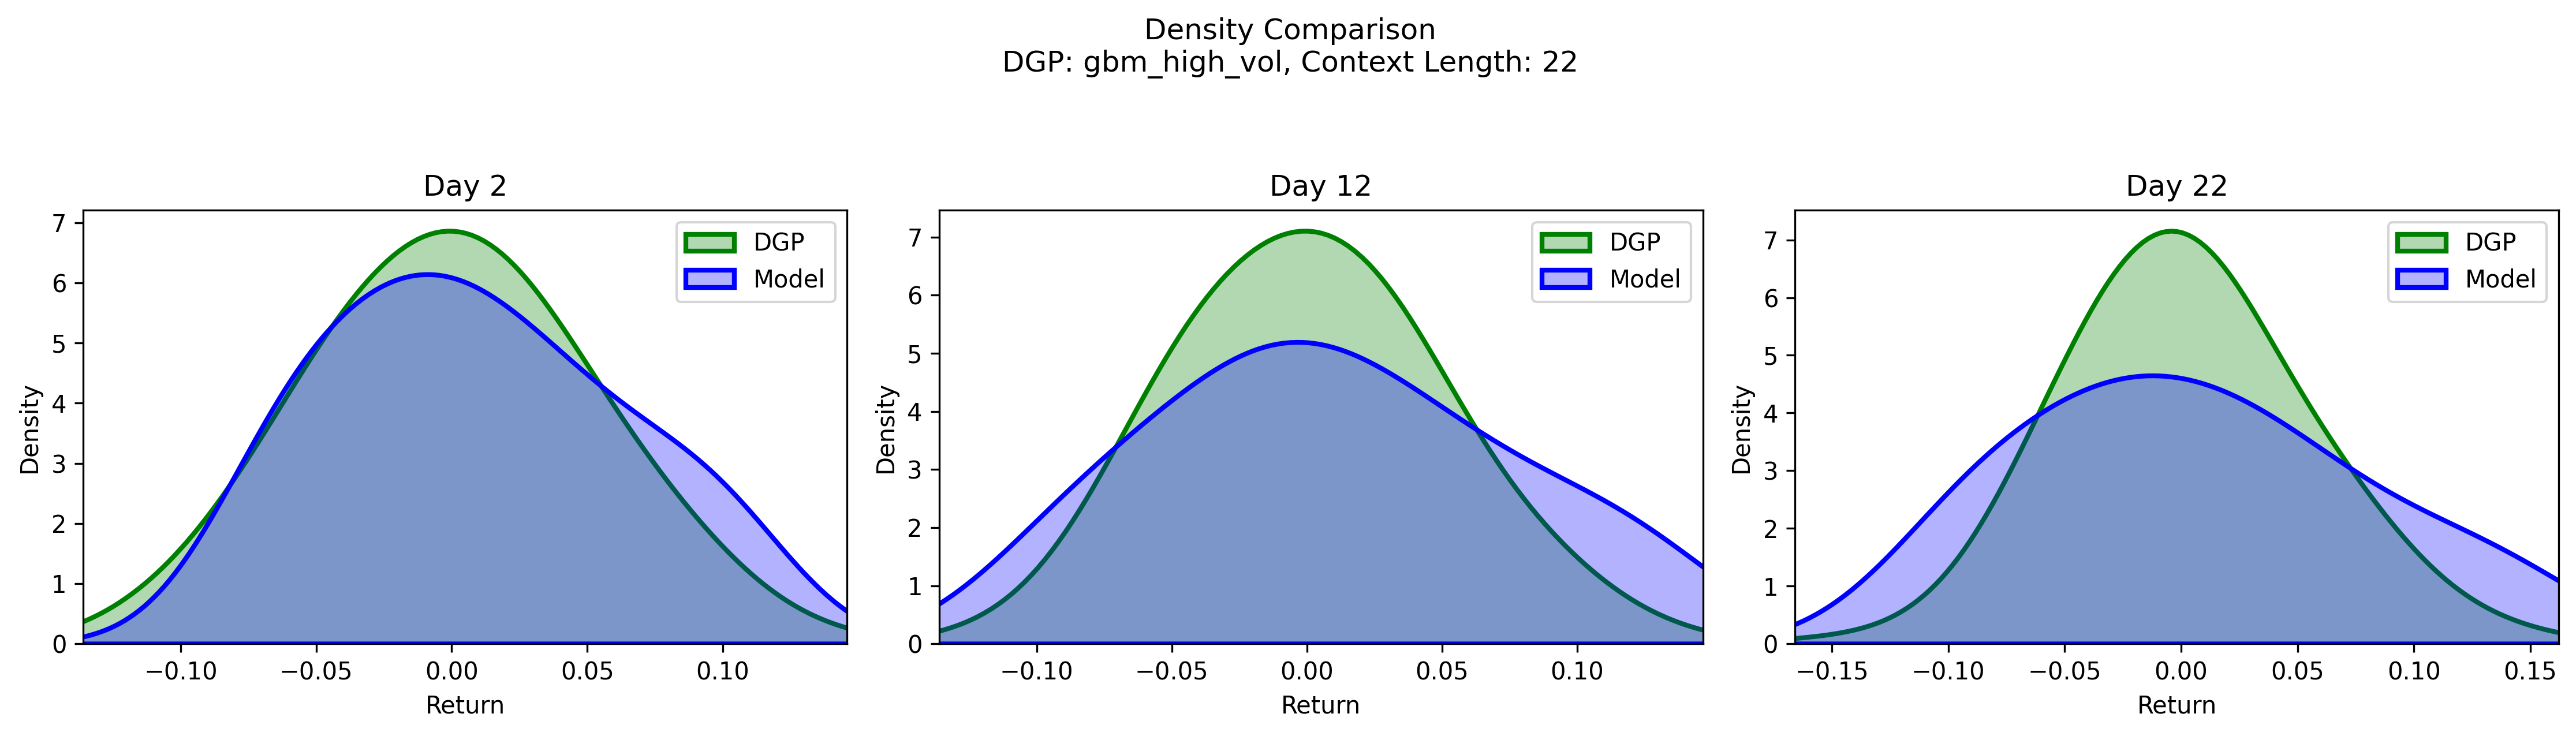 Density Comparison
DGP: gbm_high_vol, Context Length: 22
Day 2
7
6
5
4
3
2
1
0
Density
−0.10
−0.05
0.00
0.05
0.10
Return
DGP
Model
Day 12
7
6
5
4
3
2
1
0
Density
−0.10
−0.05
0.00
0.05
0.10
Return
DGP
Model
Day 22
7
6
5
4
3
2
1
0
Density
−0.15
−0.10
−0.05
0.00
0.05
0.10
0.15
Return
DGP
Model